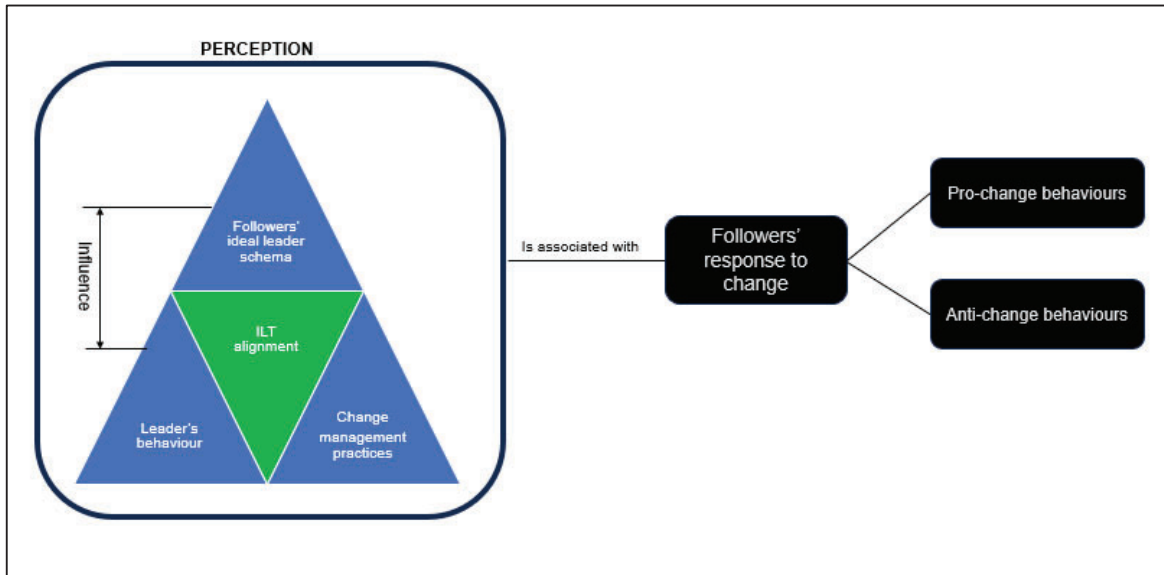 PERCEPTION
Followers'
ideal leader
schema
Influence
ILT
alignment
Leader's
behaviour
Change
management
practices
Is associated with
Followers'
response to
change
Pro-change behaviours
Anti-change behaviours